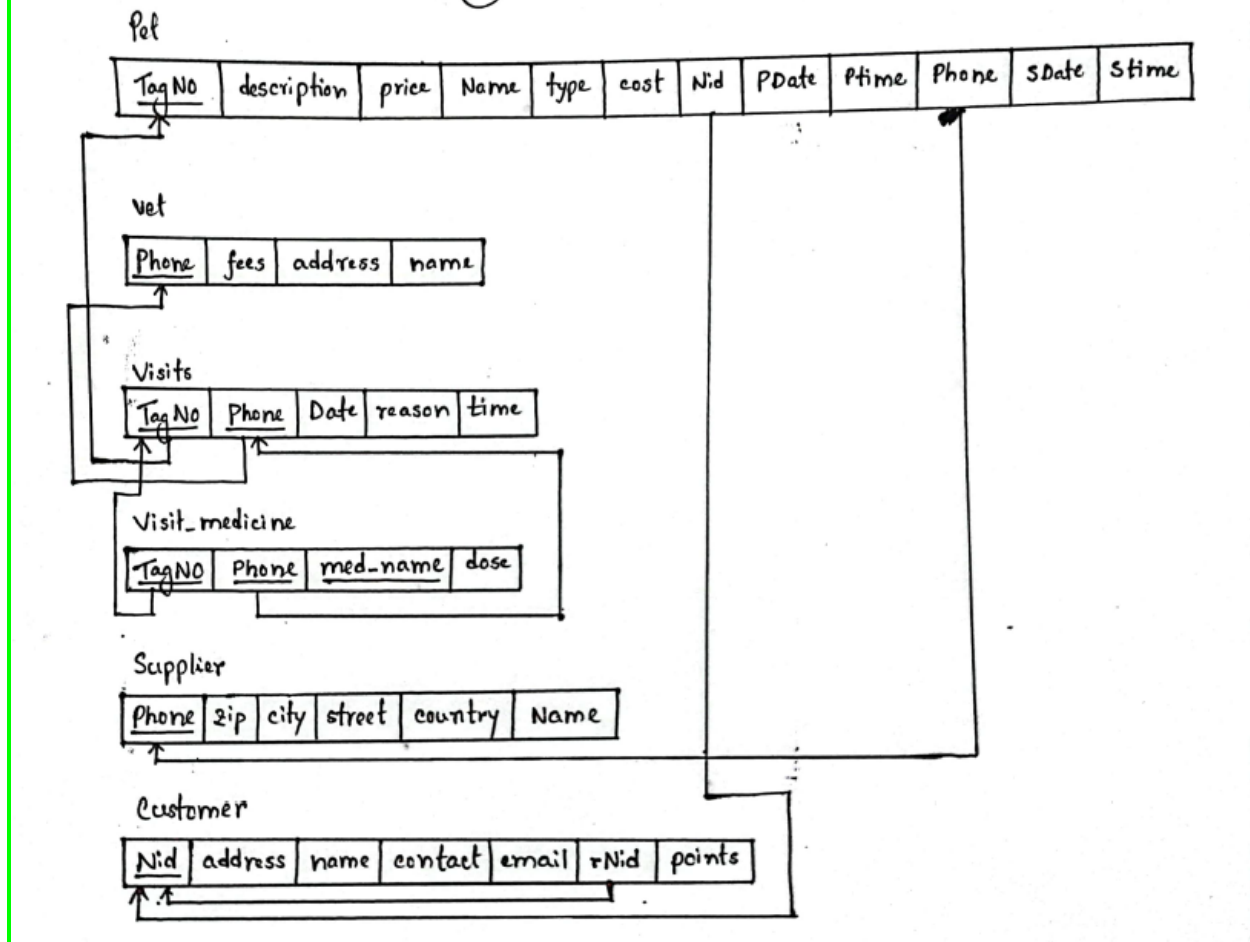 Pet
TagNo description price Name type cost Nid PDate Ptime Phone SDate Stime
vet
Phone fees address name
Visits
TagNo Phone Date reason time
Visit_medicine
TagNO Phone med_name dose
Supplier
Phone zip city street country Name
Customer
Nid address name contact email rNid points